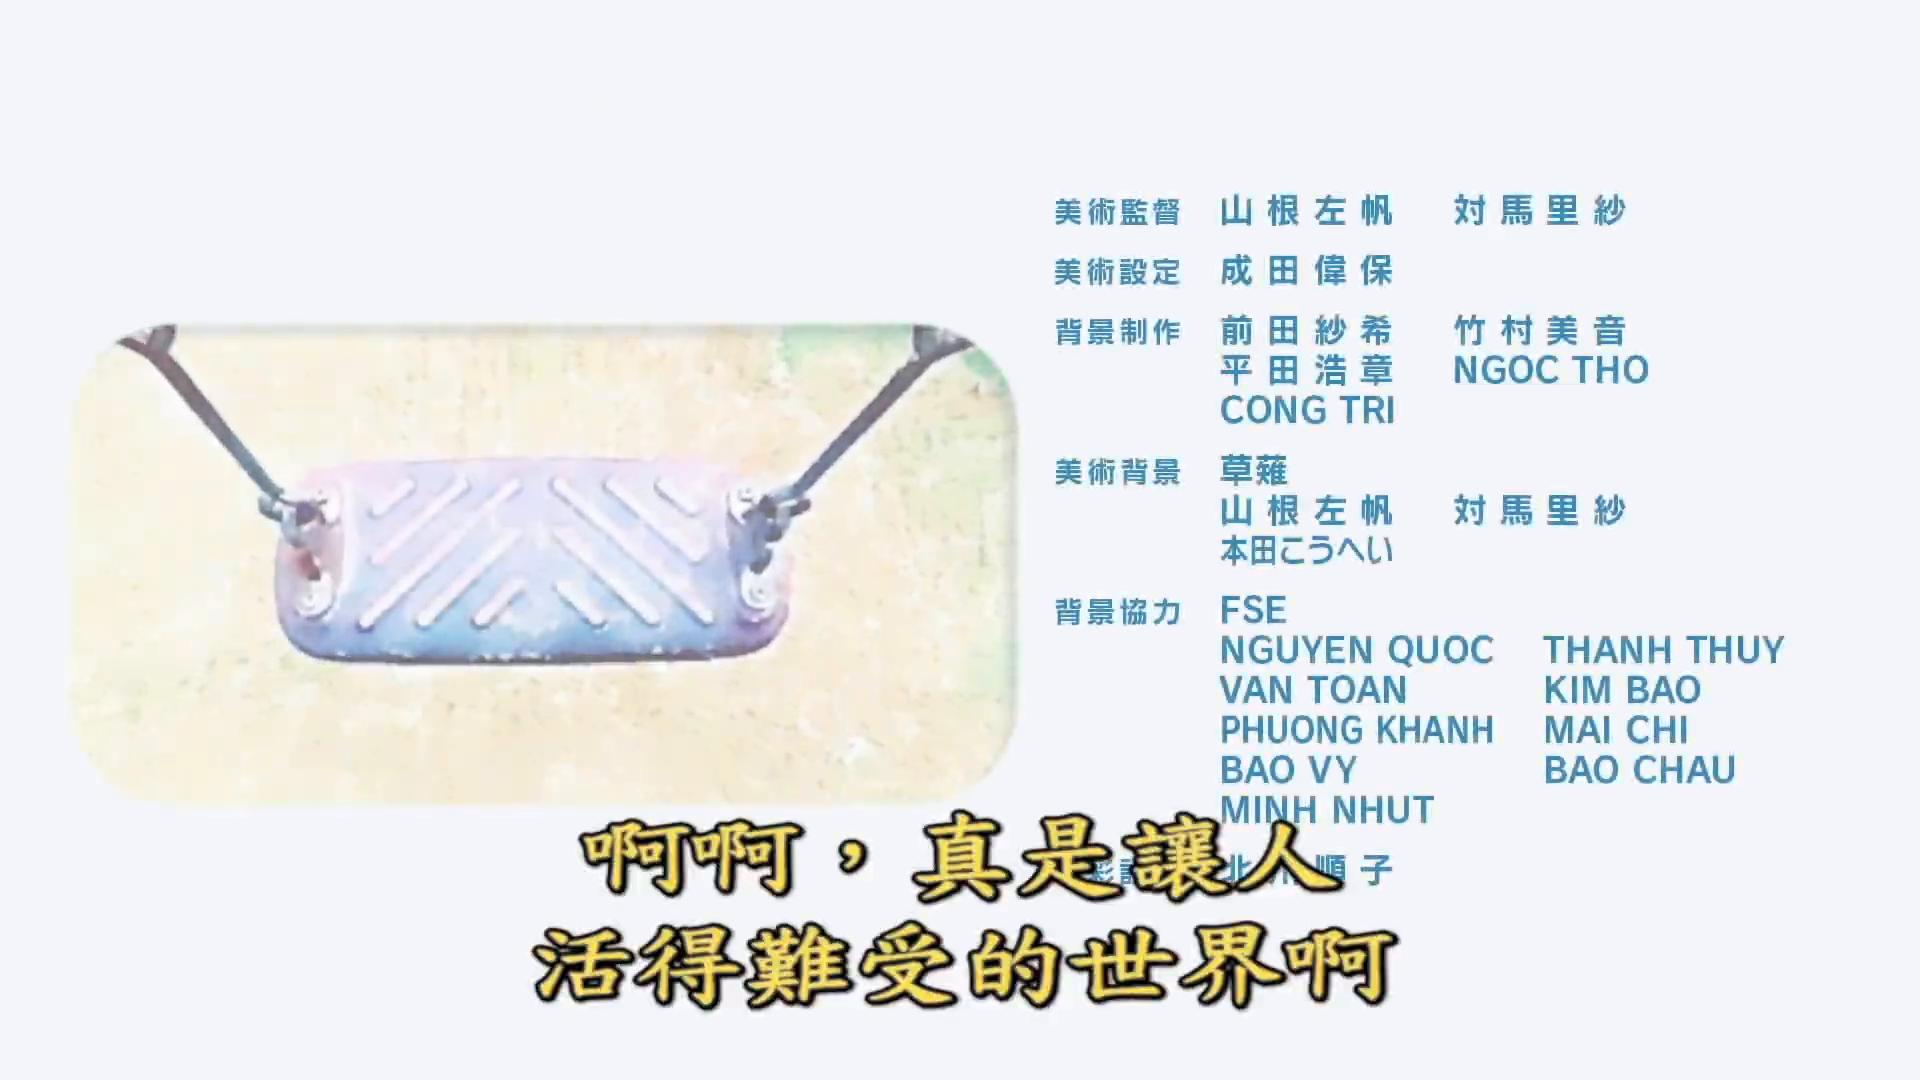 美術監督 山根左帆 対馬里紗
美術設定 成田偉保
背景制作 前田紗希 竹村美音
平田浩章 NGOC THO
CONG TRI
美術背景 草薙
山根左帆 対馬里紗
本田こうへい
背景協力 FSE
NGUYEN QUOC THANH THUY
VAN TOAN KIM BAO
PHUONG KHANH MAI CHI
BAO VY BAO CHAU
MINH NHUT
順子
啊啊，真是讓人
活得難受的世界啊